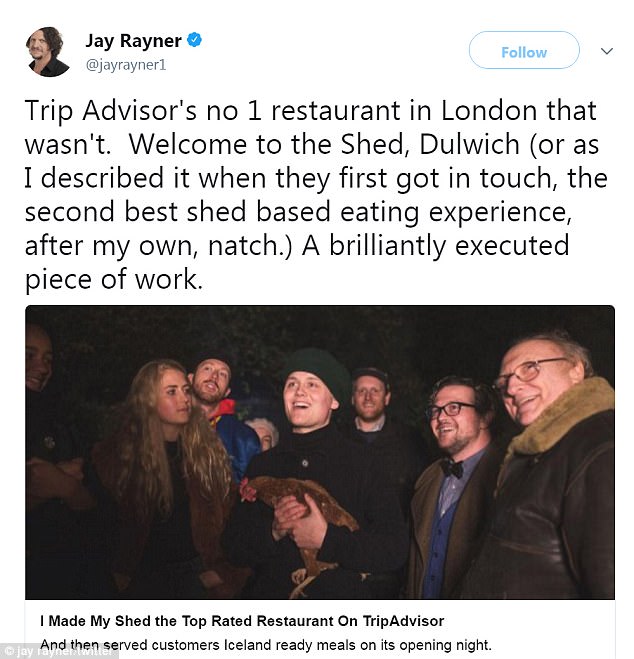 Jay Rayner
@jayrayner1
Follow
Trip Advisor's no 1 restaurant in London that
wasn't.  Welcome to the Shed, Dulwich (or as
I described it when they first got in touch, the
second best shed based eating experience,
after my own, natch.) A brilliantly executed
piece of work.
I Made My Shed the Top Rated Restaurant On TripAdvisor
And then served customers Iceland ready meals on its opening night.
© jay rayner/twitter